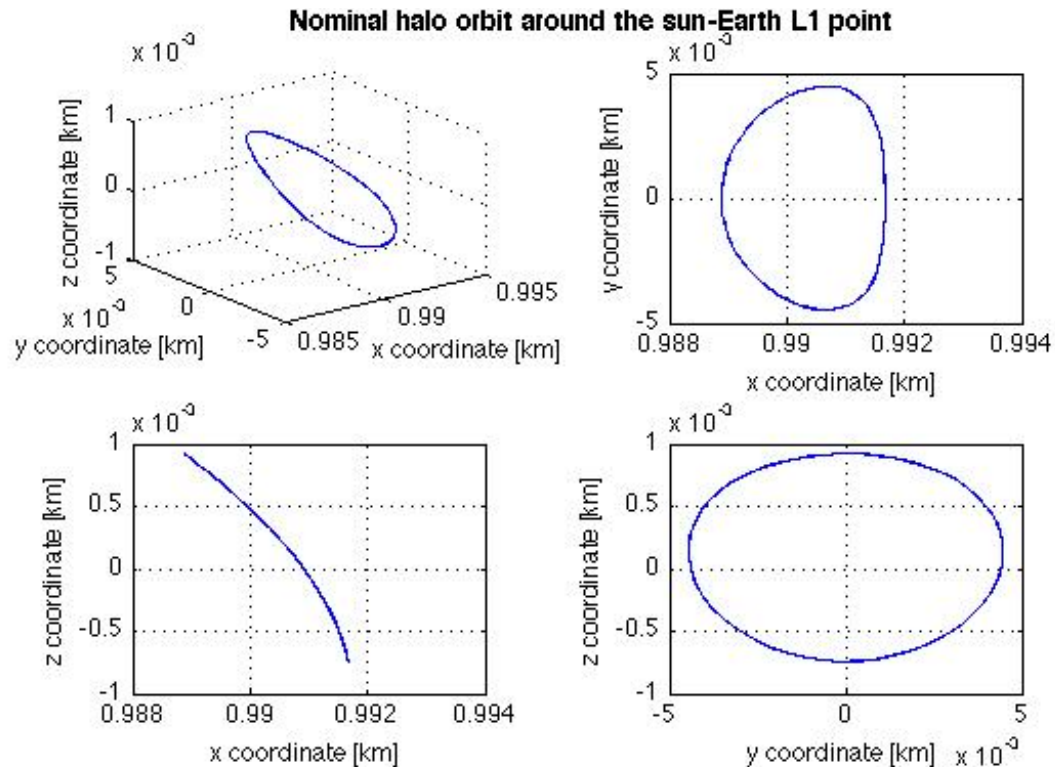 Nominal halo orbit around the sun-Earth L1 point
x 10⁻³
1
0
-1
z coordinate [km]
5
0
-5
x 10⁻³
y coordinate [km]
0.985
0.99
0.995
x coordinate [km]
x 10⁻³
5
0
-5
y coordinate [km]
0.988 0.99 0.992 0.994
x coordinate [km]
x 10⁻³
1
0.5
0
-0.5
-1
z coordinate [km]
0.988 0.99 0.992 0.994
x coordinate [km]
x 10⁻³
1
0.5
0
-0.5
-1
z coordinate [km]
-5 0 5
y coordinate [km] x 10⁻³